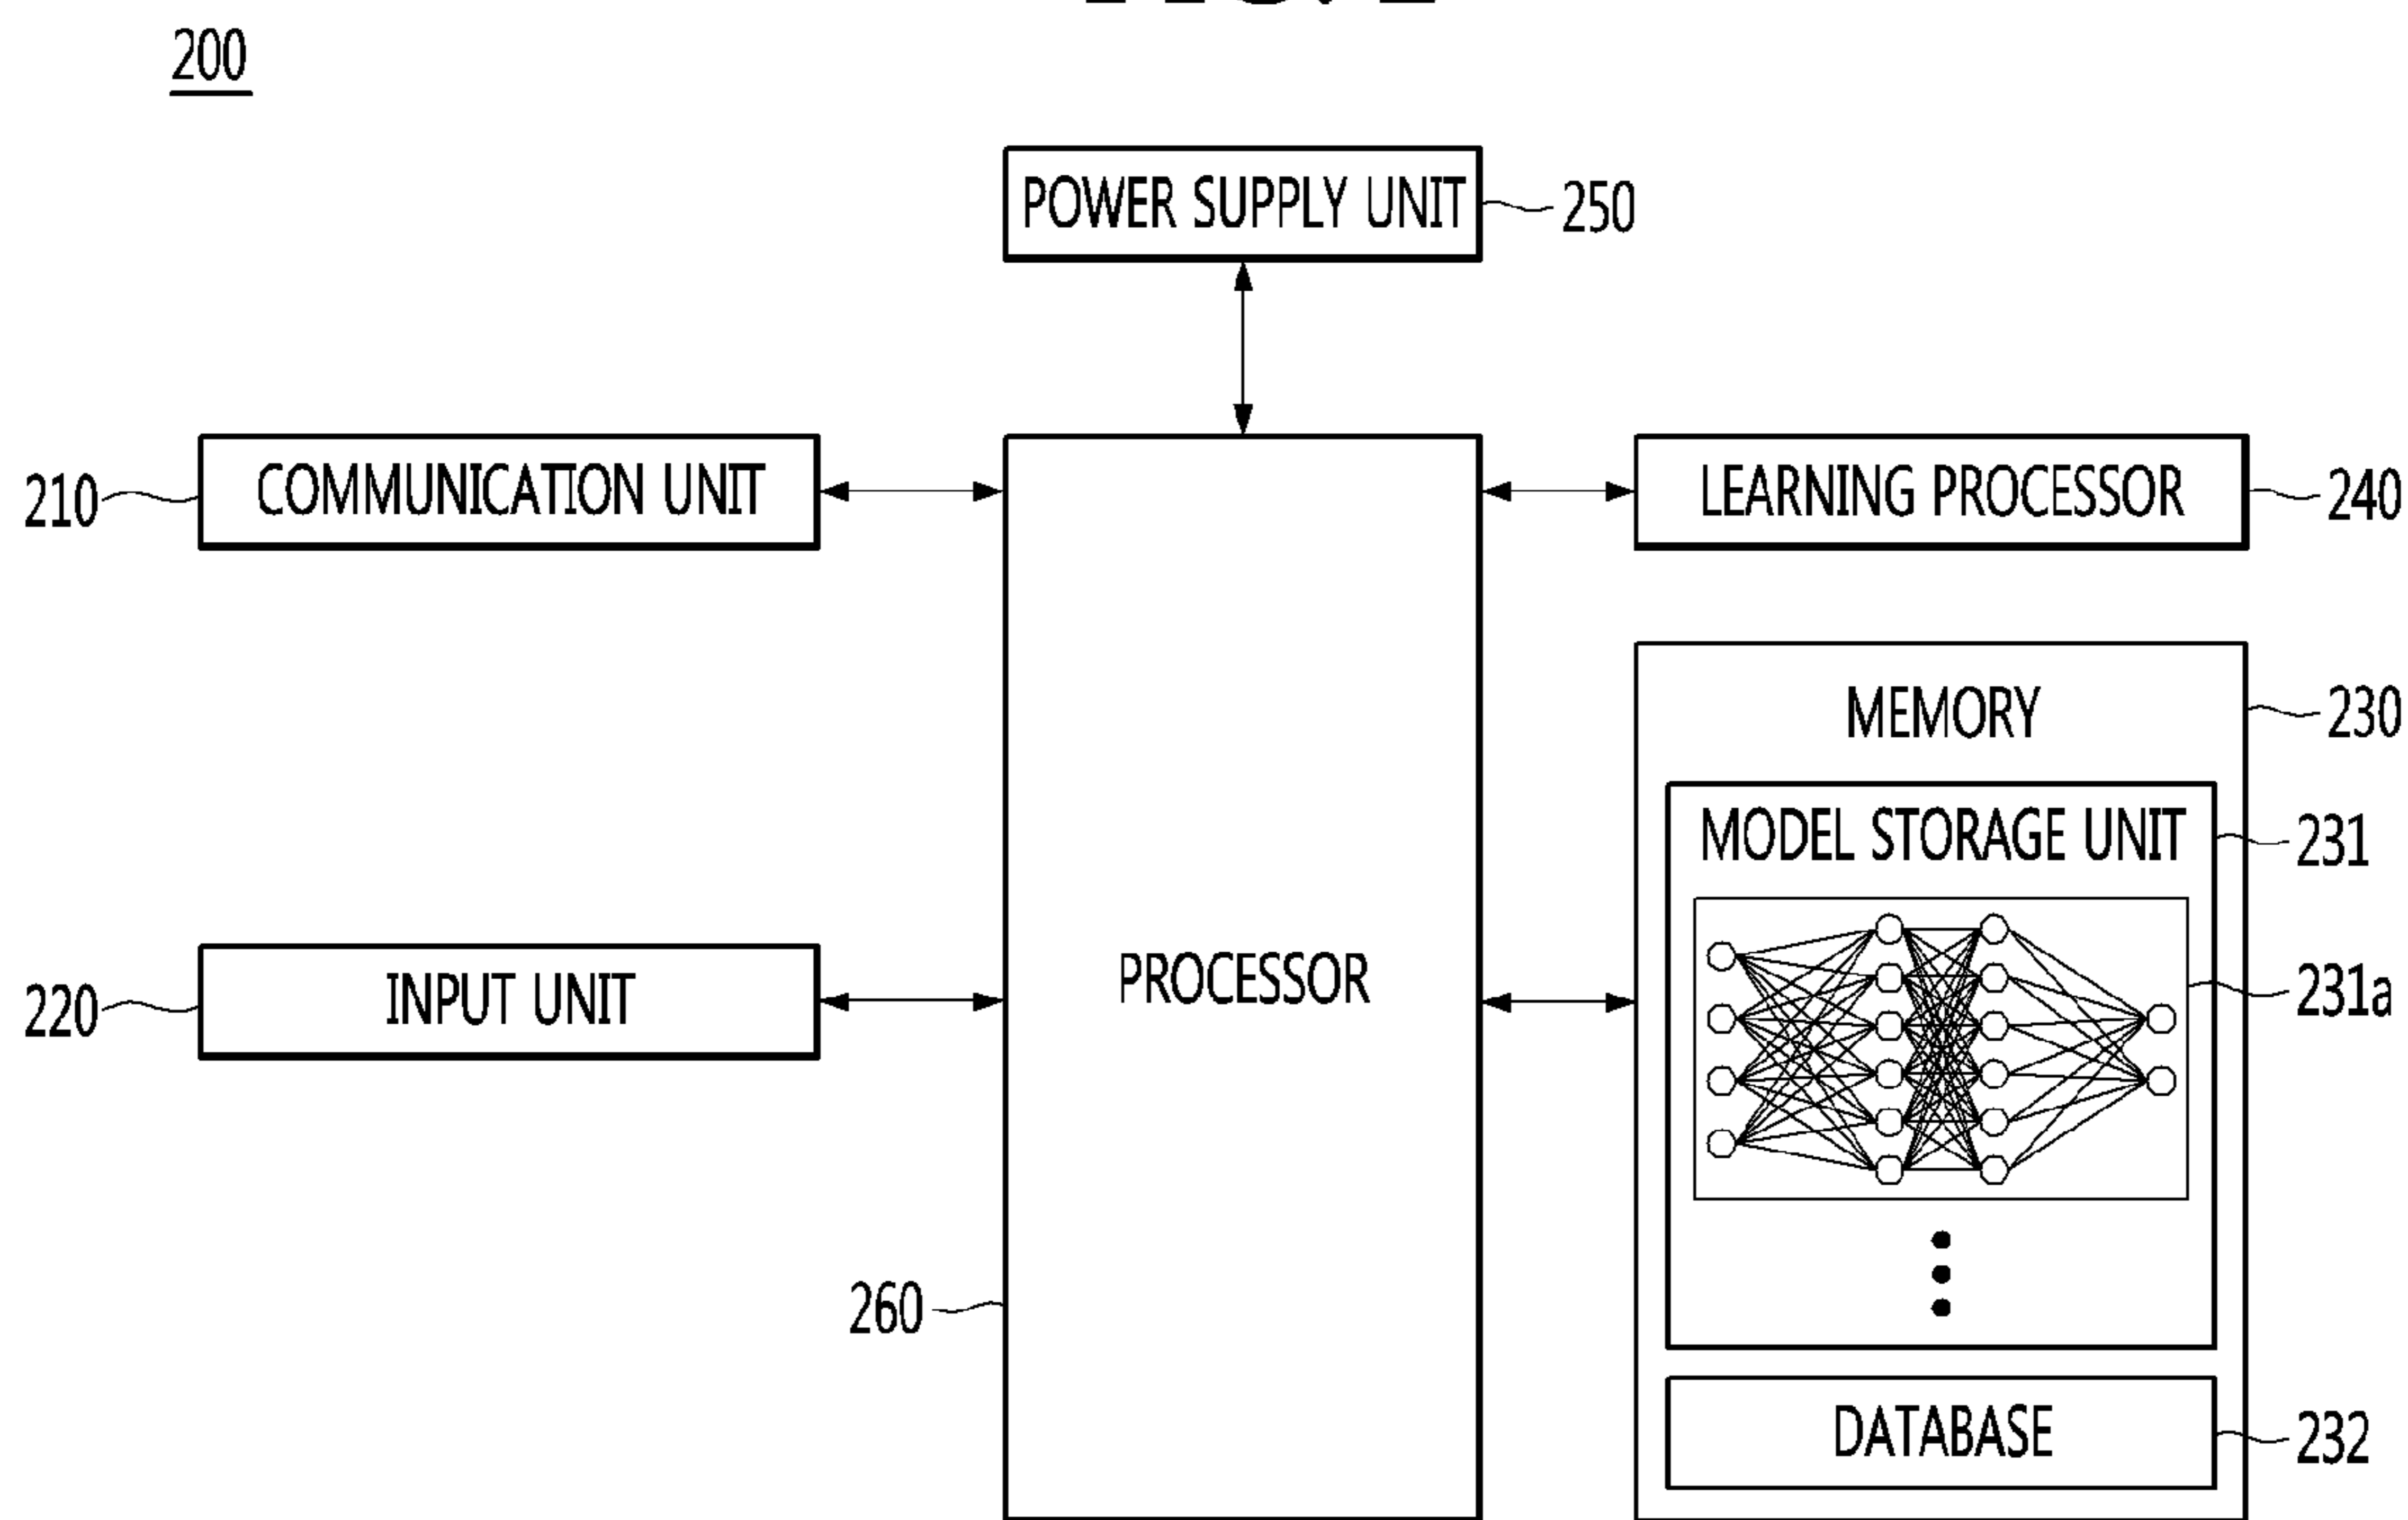 200
POWER SUPPLY UNIT 250
210 COMMUNICATION UNIT
LEARNING PROCESSOR 240
MEMORY 230
MODEL STORAGE UNIT 231
231a
220 INPUT UNIT
PROCESSOR
260
DATABASE 232